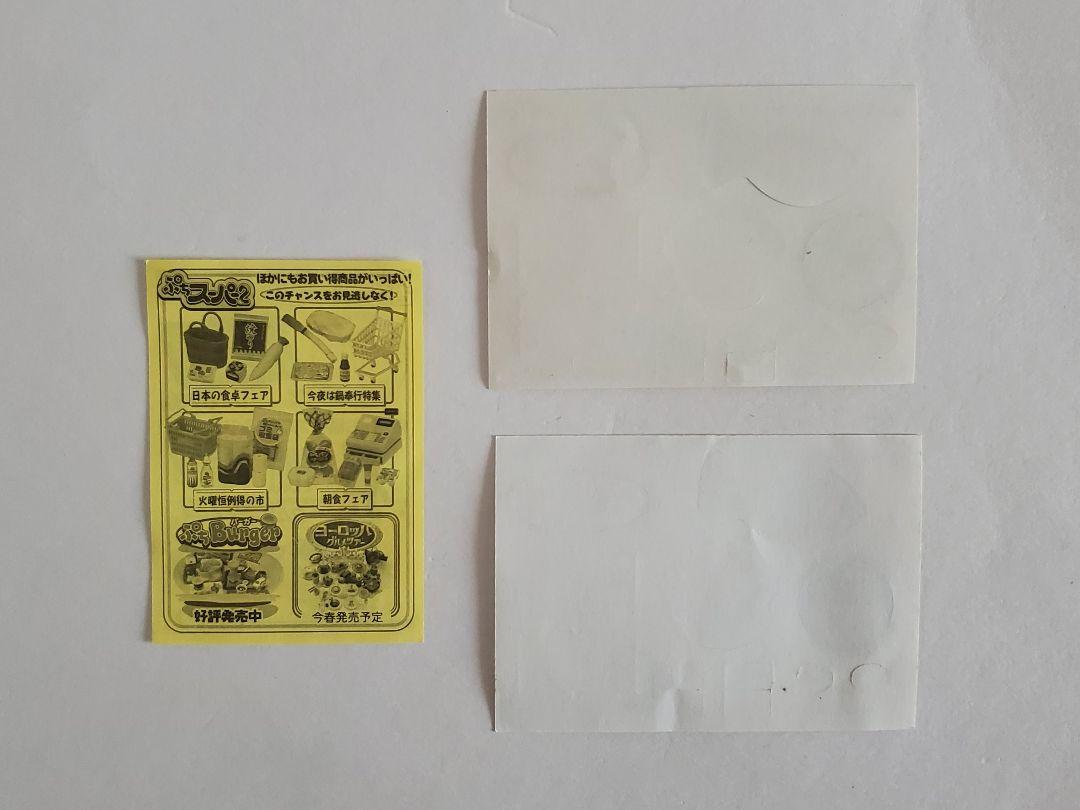 ぷちスーパー2
ほかにもお買い得商品がいっぱい!
このチャンスをお見逃しなく!
日本の食卓フェア
今夜は鍋奉行特集
火曜恒例得の市
朝食フェア
バーガー
ぷちBurger
好評発売中
ヨーロッパ
グルメツアー
今春発売予定